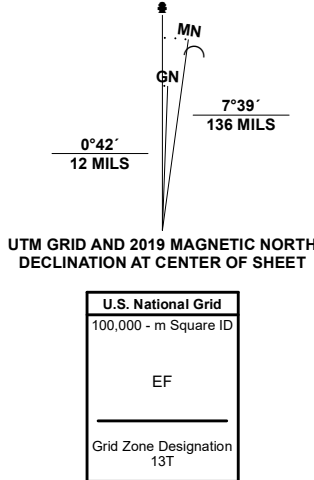 MN
GN
7°39´
136 MILS
0°42´
12 MILS
UTM GRID AND 2019 MAGNETIC NORTH
DECLINATION AT CENTER OF SHEET
U.S. National Grid
100,000 - m Square ID
EF
Grid Zone Designation
13T